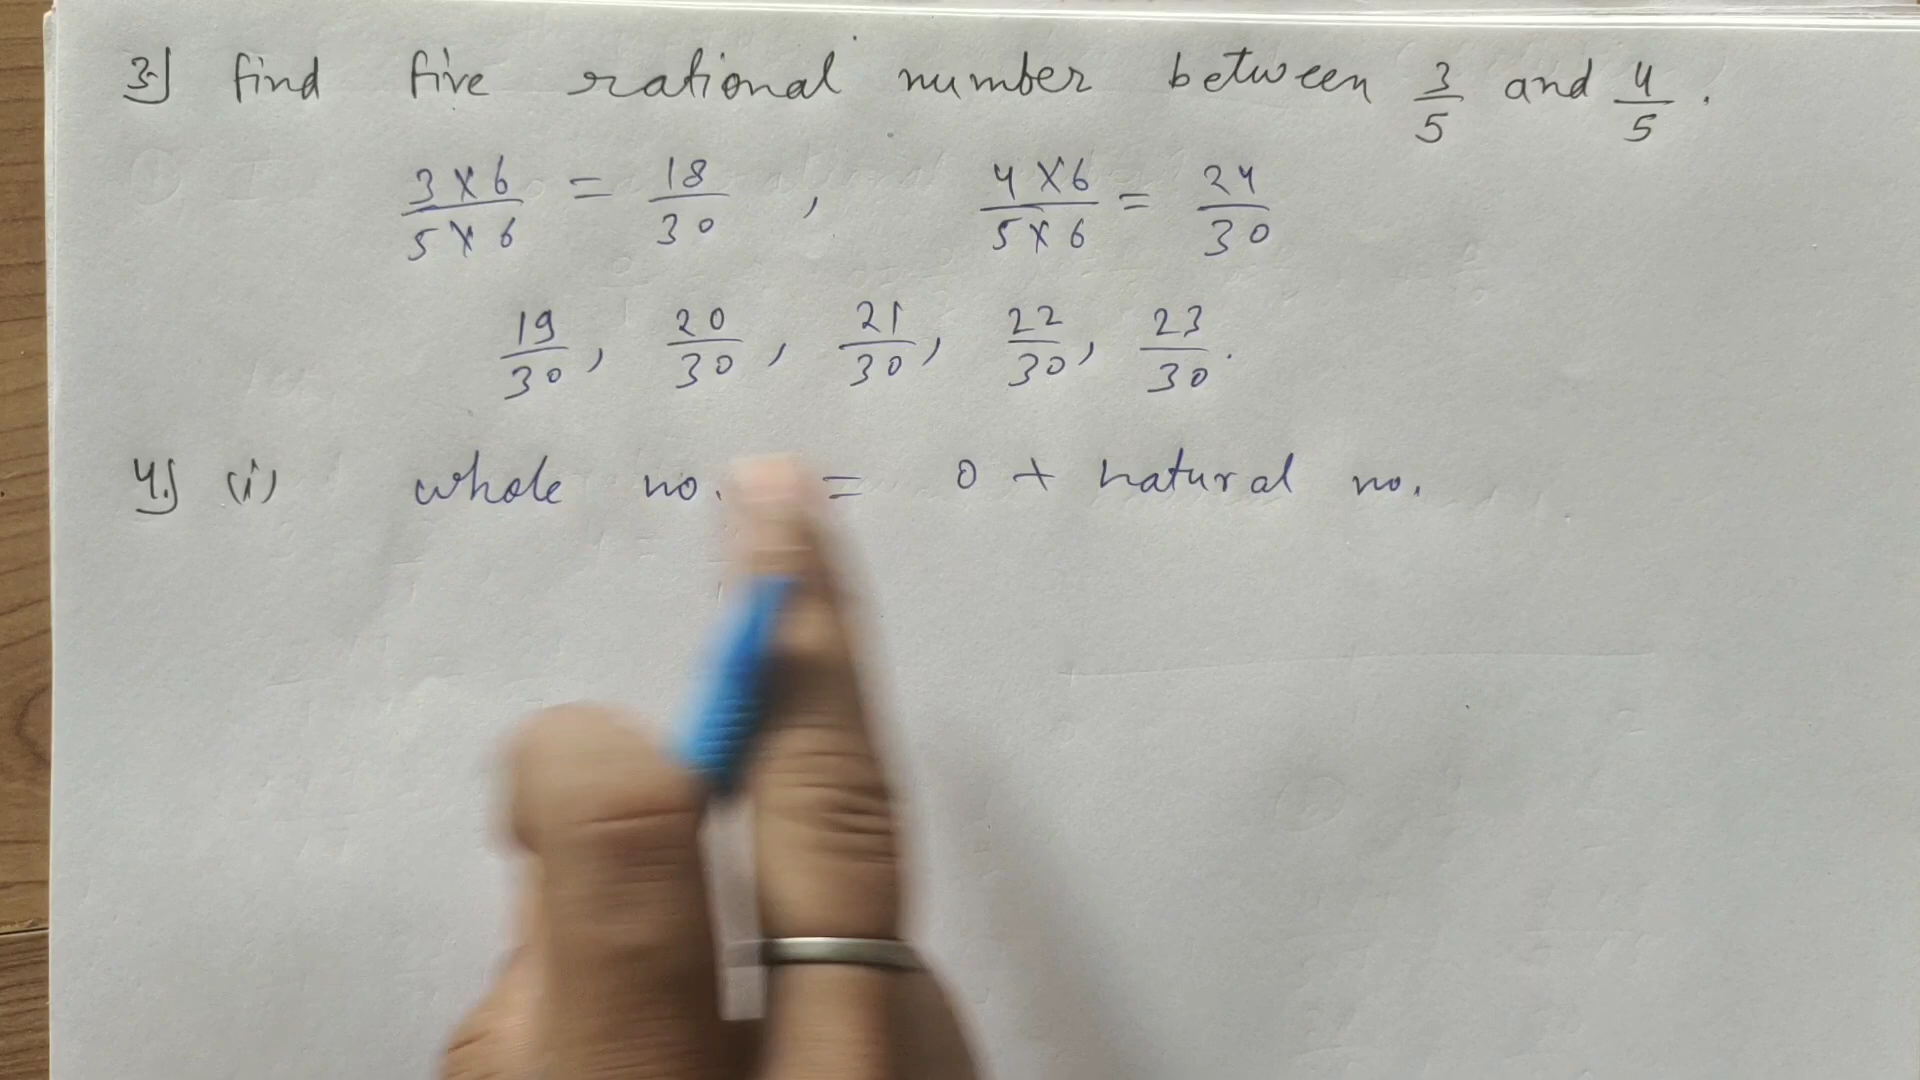 3.) find five rational number between 3/5 and 4/5 .
3 X 6 / 5 X 6 = 18/30 , 4 X 6 / 5 X 6 = 24/30
19/30, 20/30, 21/30, 22/30, 23/30.
4.) (i) whole no. = 0 + natural no.